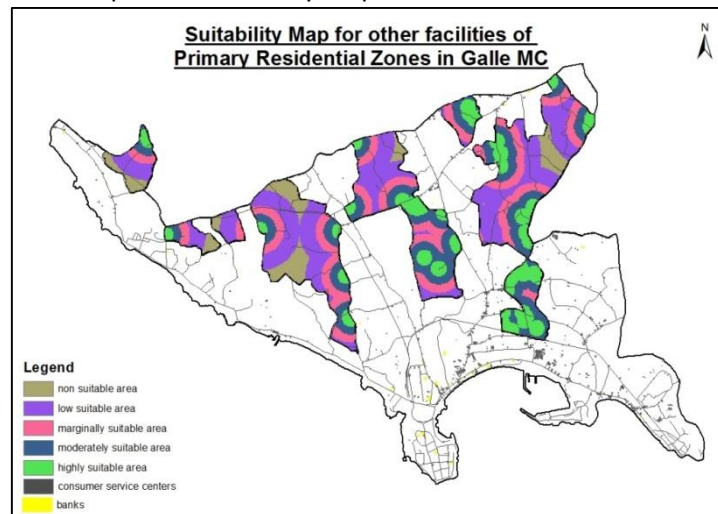 Suitability Map for other facilities of
Primary Residential Zones in Galle MC
N
Legend
non suitable area
low suitable area
marginally suitable area
moderately suitable area
highly suitable area
consumer service centers
banks